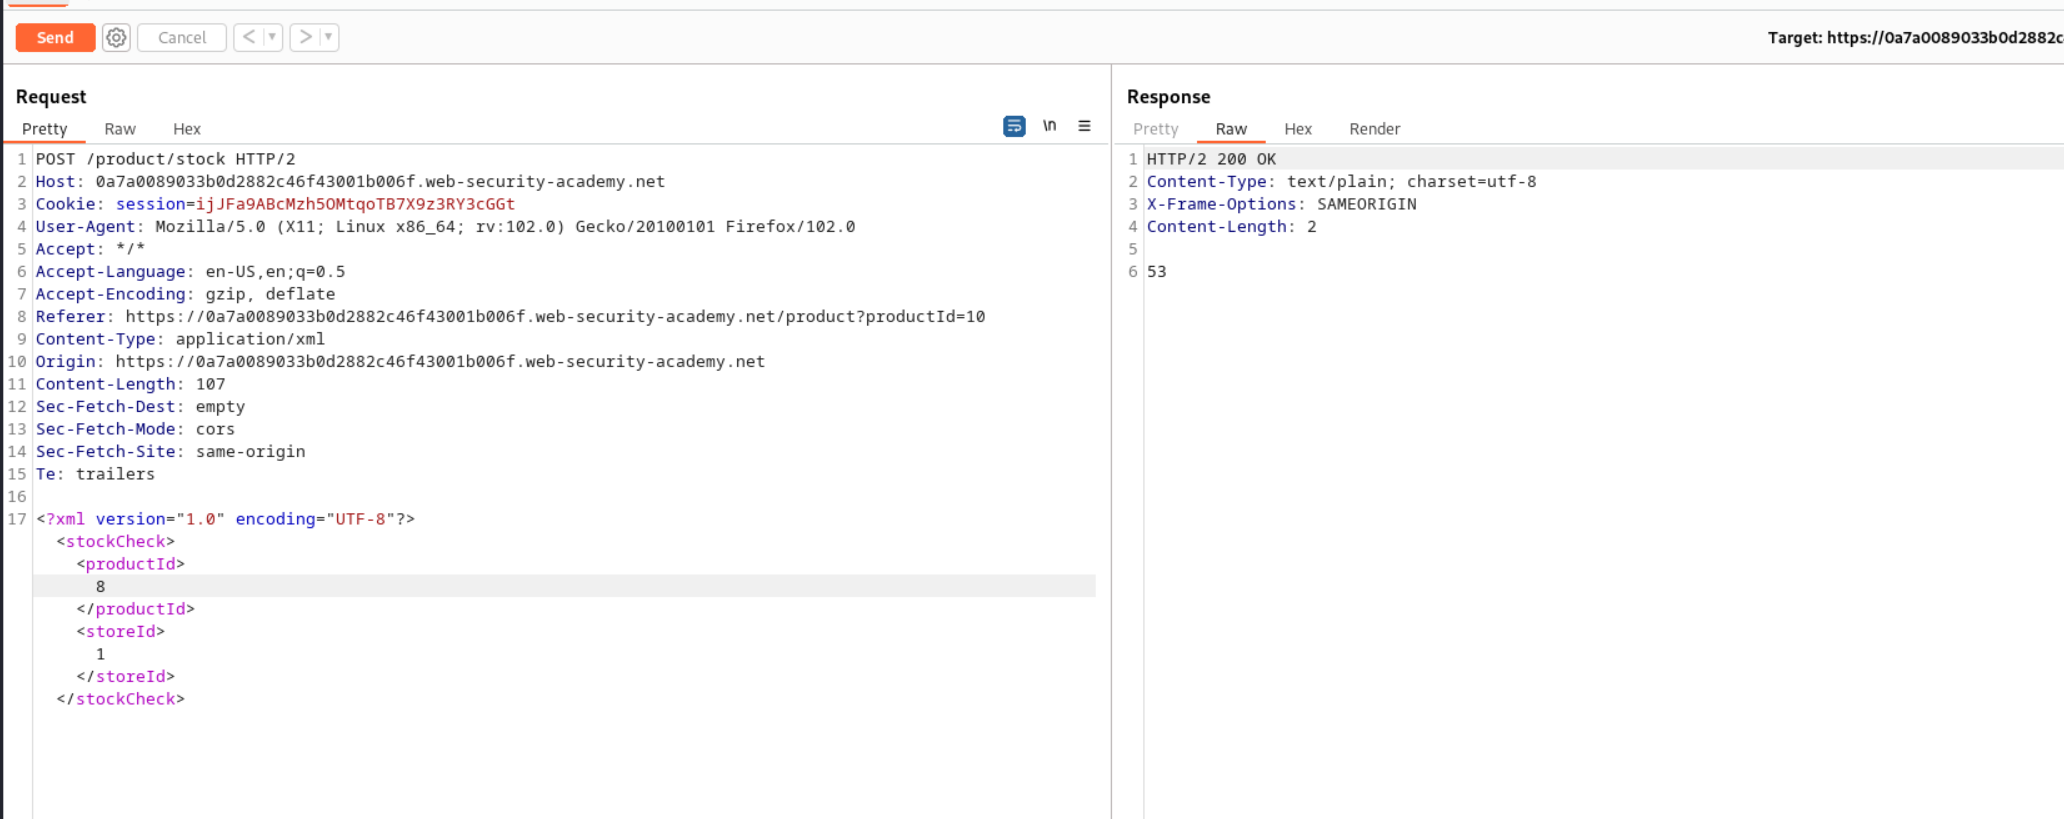 Send Cancel < >
Target: https://0a7a0089033b0d2882c
Request
Pretty Raw Hex \n
1 POST /product/stock HTTP/2
2 Host: 0a7a0089033b0d2882c46f43001b006f.web-security-academy.net
3 Cookie: session=ijJFa9ABcMzh5OMtqoTB7X9z3RY3cGGt
4 User-Agent: Mozilla/5.0 (X11; Linux x86_64; rv:102.0) Gecko/20100101 Firefox/102.0
5 Accept: */*
6 Accept-Language: en-US,en;q=0.5
7 Accept-Encoding: gzip, deflate
8 Referer: https://0a7a0089033b0d2882c46f43001b006f.web-security-academy.net/product?productId=10
9 Content-Type: application/xml
10 Origin: https://0a7a0089033b0d2882c46f43001b006f.web-security-academy.net
11 Content-Length: 107
12 Sec-Fetch-Dest: empty
13 Sec-Fetch-Mode: cors
14 Sec-Fetch-Site: same-origin
15 Te: trailers
16
17 <?xml version="1.0" encoding="UTF-8"?>
<stockCheck>
<productId>
8
</productId>
<storeId>
1
</storeId>
</stockCheck>
Response
Pretty Raw Hex Render
1 HTTP/2 200 OK
2 Content-Type: text/plain; charset=utf-8
3 X-Frame-Options: SAMEORIGIN
4 Content-Length: 2
5
6 53